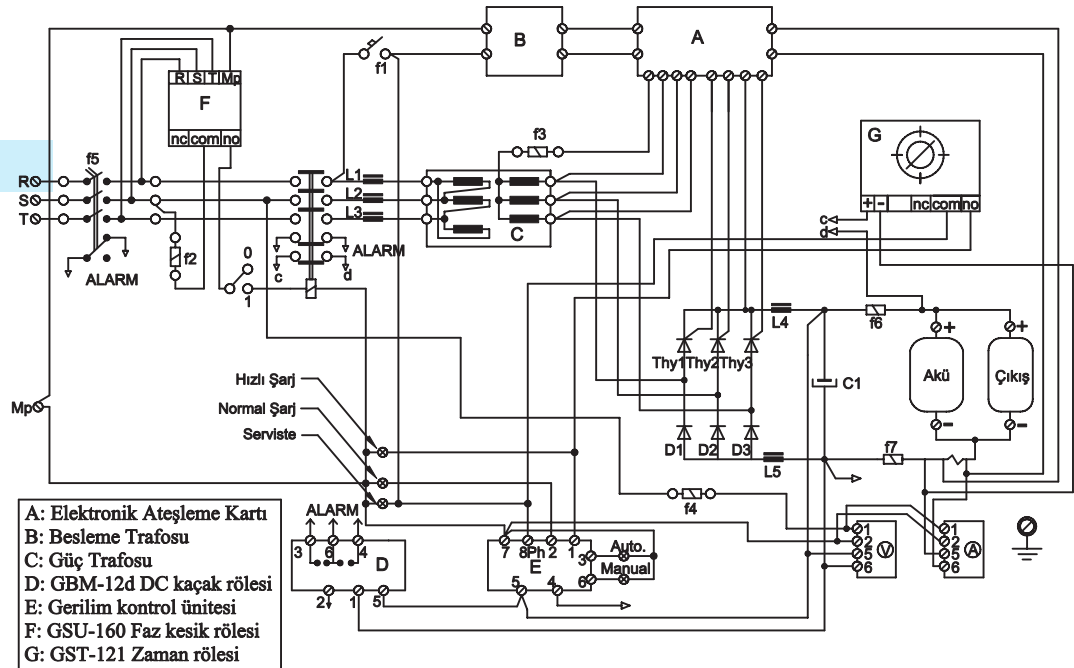 B
A
f1
R S T Mp
F
nc com no
f5
f3
G
+ - nc com no
R
S
T
L1
L2
L3
C
c
d
ALARM
f2
0
1
ALARM
c
d
L4
f6
Thy1 Thy2 Thy3
C1
+
+
Akü
Çıkış
-
-
Hızlı Şarj
Normal Şarj
Serviste
Mp
D1
D2
D3
L5
f7
f4
ALARM
3 6 4
D
2 1 5
7 8Ph 2 1
E
3
6
5 4
Auto.
Manual
1
2
5
6
V
1
2
5
6
A
A: Elektronik Ateşleme Kartı
B: Besleme Trafosu
C: Güç Trafosu
D: GBM-12d DC kaçak rölesi
E: Gerilim kontrol ünitesi
F: GSU-160 Faz kesik rölesi
G: GST-121 Zaman rölesi